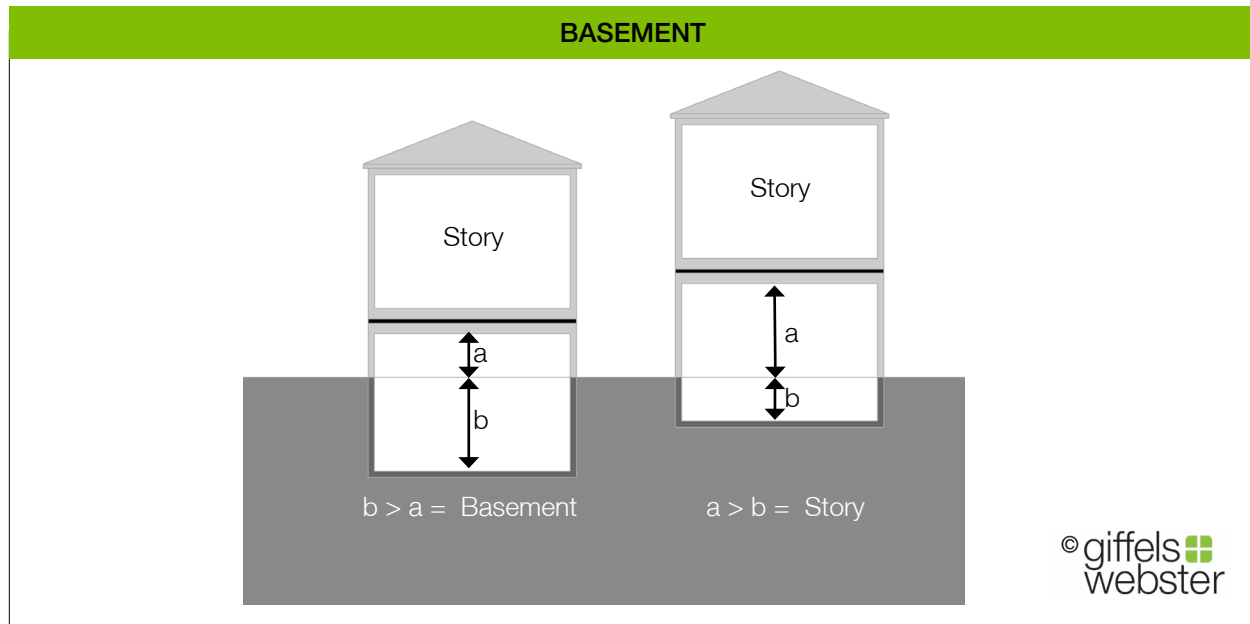 BASEMENT
Story
a
b
b > a = Basement
Story
a
b
a > b = Story
© giffels
webster